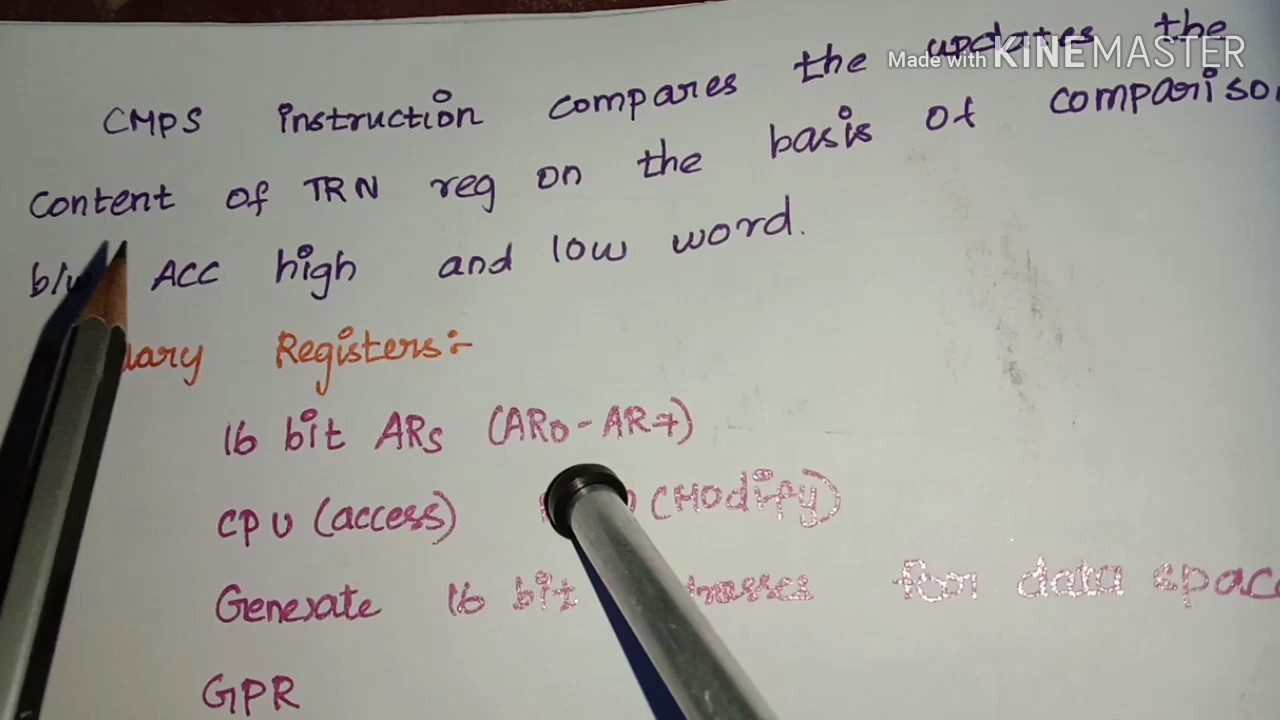 Made with KINEMASTER
CMPS instruction compares the updates the
content of TRN reg on the basis of comparison
b/w ACC high and low word.
Registers:-
16 bit ARs (AR0-AR7)
CPU (access) (Modify)
Generate 16 bit for data space
GPR